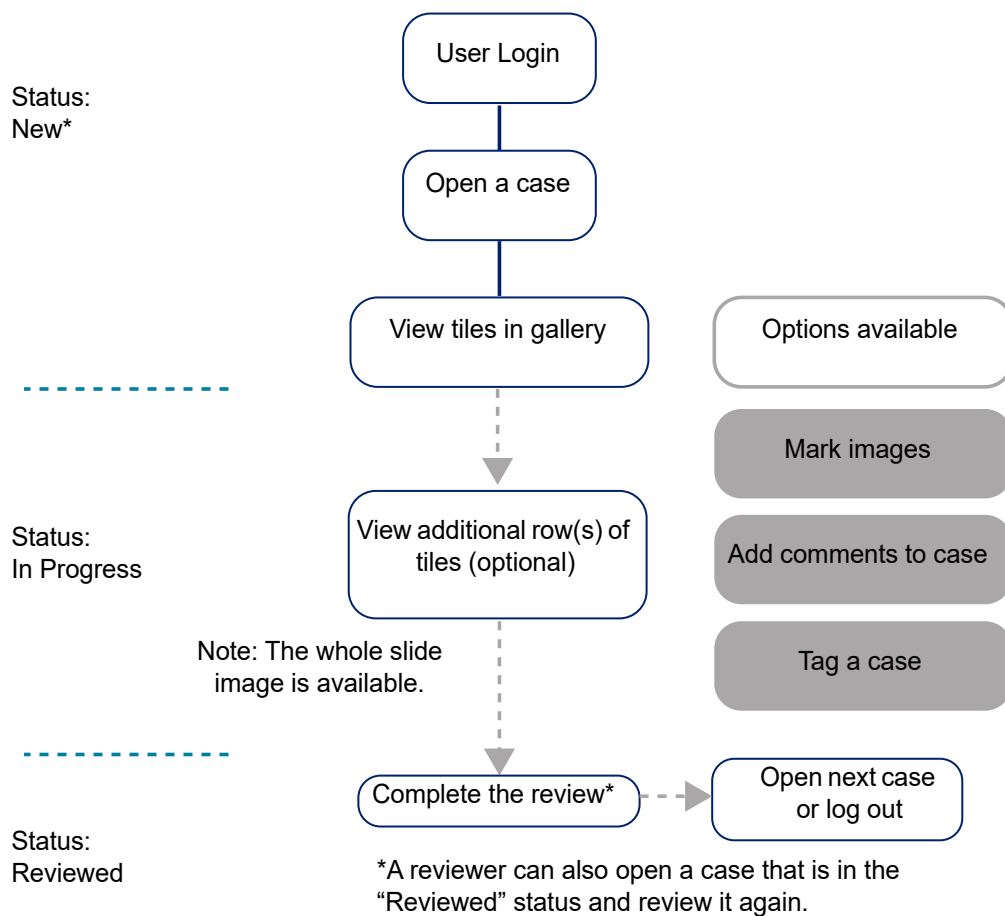 User Login
Status:
New*
Open a case
View tiles in gallery
Options available
Mark images
Status:
In Progress
View additional row(s) of
tiles (optional)
Add comments to case
Note: The whole slide
image is available.
Tag a case
Complete the review*
Open next case
or log out
Status:
Reviewed
*A reviewer can also open a case that is in the
“Reviewed” status and review it again.